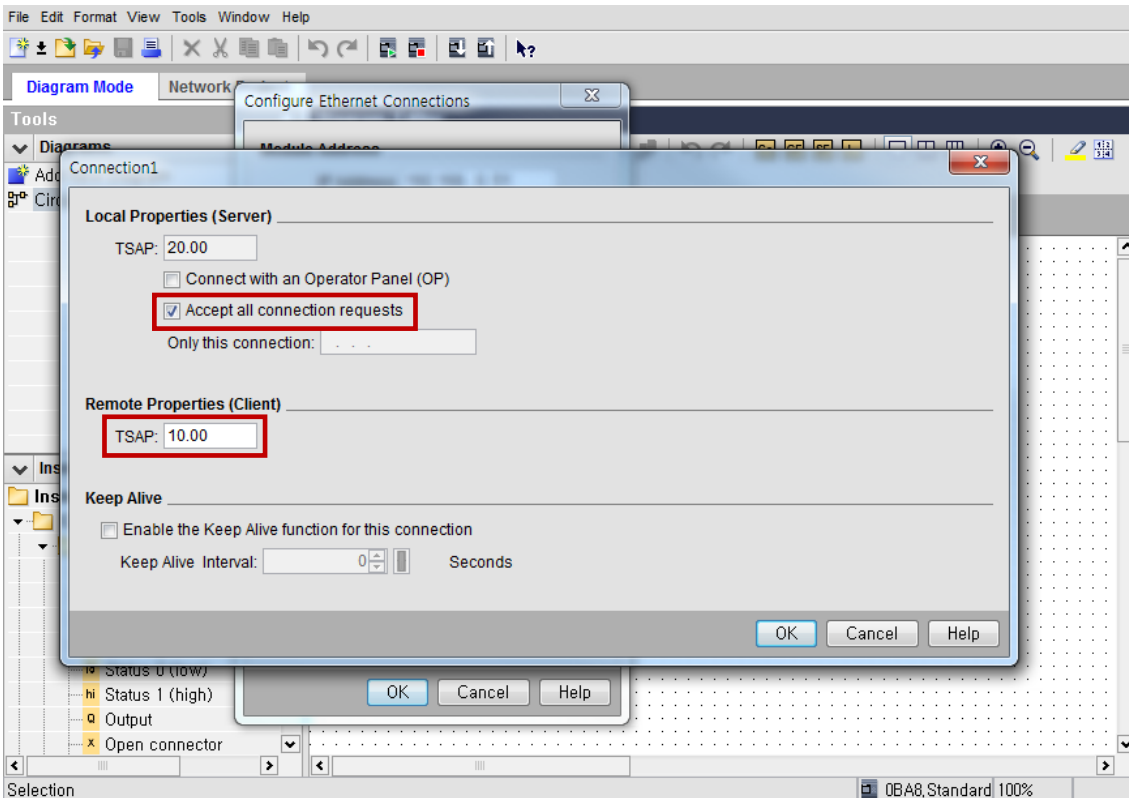 File Edit Format View Tools Window Help
Diagram Mode
Network
Tools
Configure Ethernet Connections
Diagrams
Module Address
Connection1
Local Properties (Server)
TSAP: 20.00
Connect with an Operator Panel (OP)
Accept all connection requests
Only this connection: . . .
Remote Properties (Client)
TSAP: 10.00
Keep Alive
Enable the Keep Alive function for this connection
Keep Alive Interval: 0 Seconds
OK Cancel Help
Status 0 (low)
hi Status 1 (high)
OK Cancel Help
Q Output
x Open connector
Selection
0BA8, Standard 100%